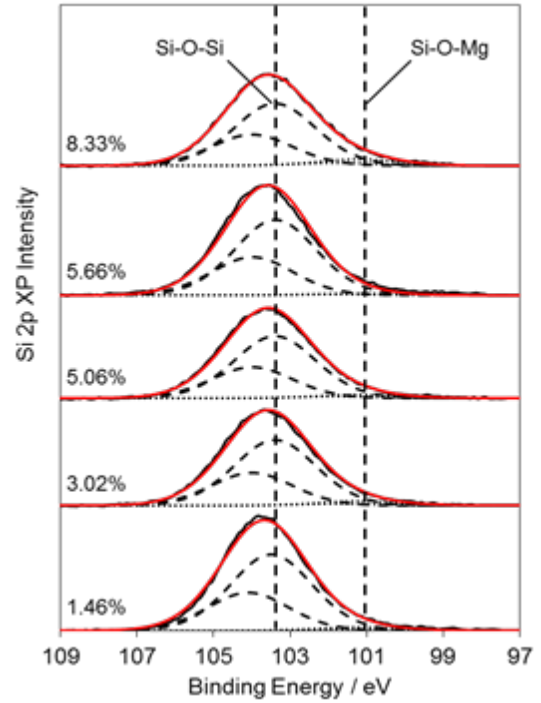 Si-O-Si Si-O-Mg
8.33%
5.66%
5.06%
3.02%
1.46%
Si 2p XP Intensity
109 107 105 103 101 99 97
Binding Energy / eV